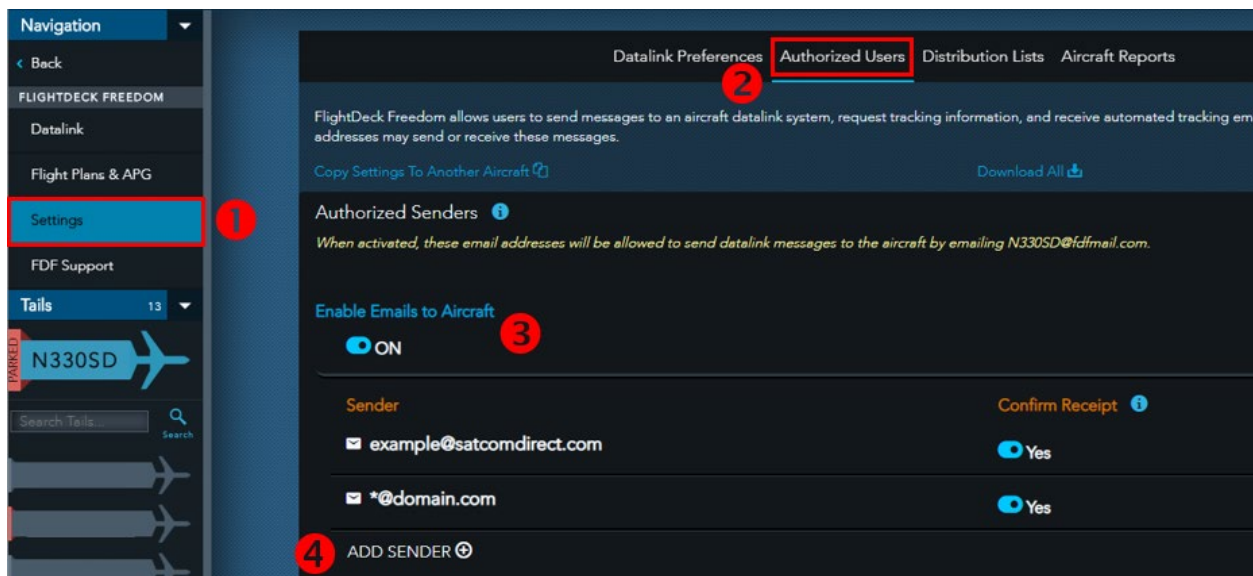 Navigation
Back
FLIGHTDECK FREEDOM
Datalink
Flight Plans & APG
Settings
1
FDF Support
Tails 13
PARKED
N330SD
Search Tails...
Search
Datalink Preferences Authorized Users Distribution Lists Aircraft Reports
2
FlightDeck Freedom allows users to send messages to an aircraft datalink system, request tracking information, and receive automated tracking em
addresses may send or receive these messages.
Copy Settings To Another Aircraft Download All
Authorized Senders
When activated, these email addresses will be allowed to send datalink messages to the aircraft by emailing N330SD@fdfmail.com.
Enable Emails to Aircraft
3
ON
Sender Confirm Receipt
example@satcomdirect.com Yes
*@domain.com Yes
4 ADD SENDER